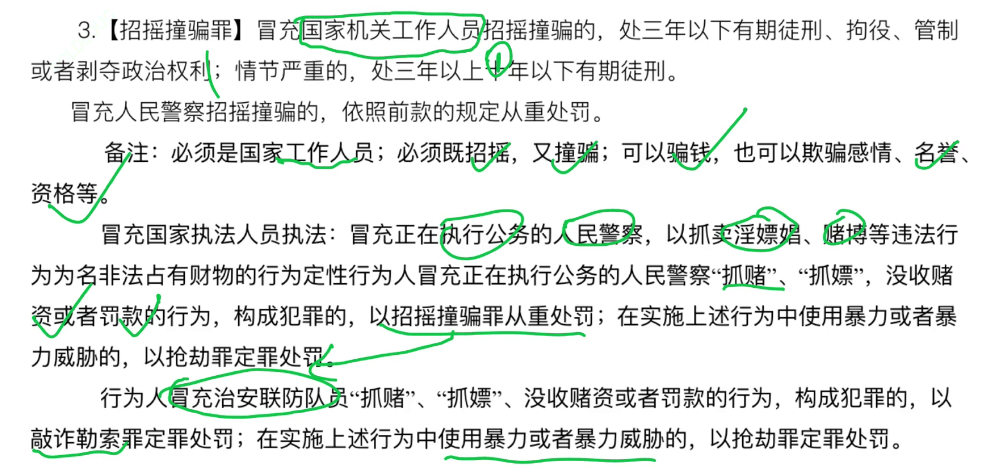 3.【招摇撞骗罪】冒充国家机关工作人员招摇撞骗的，处三年以下有期徒刑、拘役、管制
或者剥夺政治权利；情节严重的，处三年以上十年以下有期徒刑。
冒充人民警察招摇撞骗的，依照前款的规定从重处罚。
备注：必须是国家工作人员；必须既招摇，又撞骗；可以骗钱，也可以欺骗感情、名誉、
资格等。
冒充国家执法人员执法：冒充正在执行公务的人民警察，以抓卖淫嫖娼、赌博等违法行
为为名非法占有财物的行为定性行为人冒充正在执行公务的人民警察“抓赌”、“抓嫖”，没收赌
资或者罚款的行为，构成犯罪的，以招摇撞骗罪从重处罚；在实施上述行为中使用暴力或者暴
力威胁的，以抢劫罪定罪处罚。
行为人冒充治安联防队员“抓赌”、“抓嫖”、没收赌资或者罚款的行为，构成犯罪的，以
敲诈勒索罪定罪处罚；在实施上述行为中使用暴力或者暴力威胁的，以抢劫罪定罪处罚。